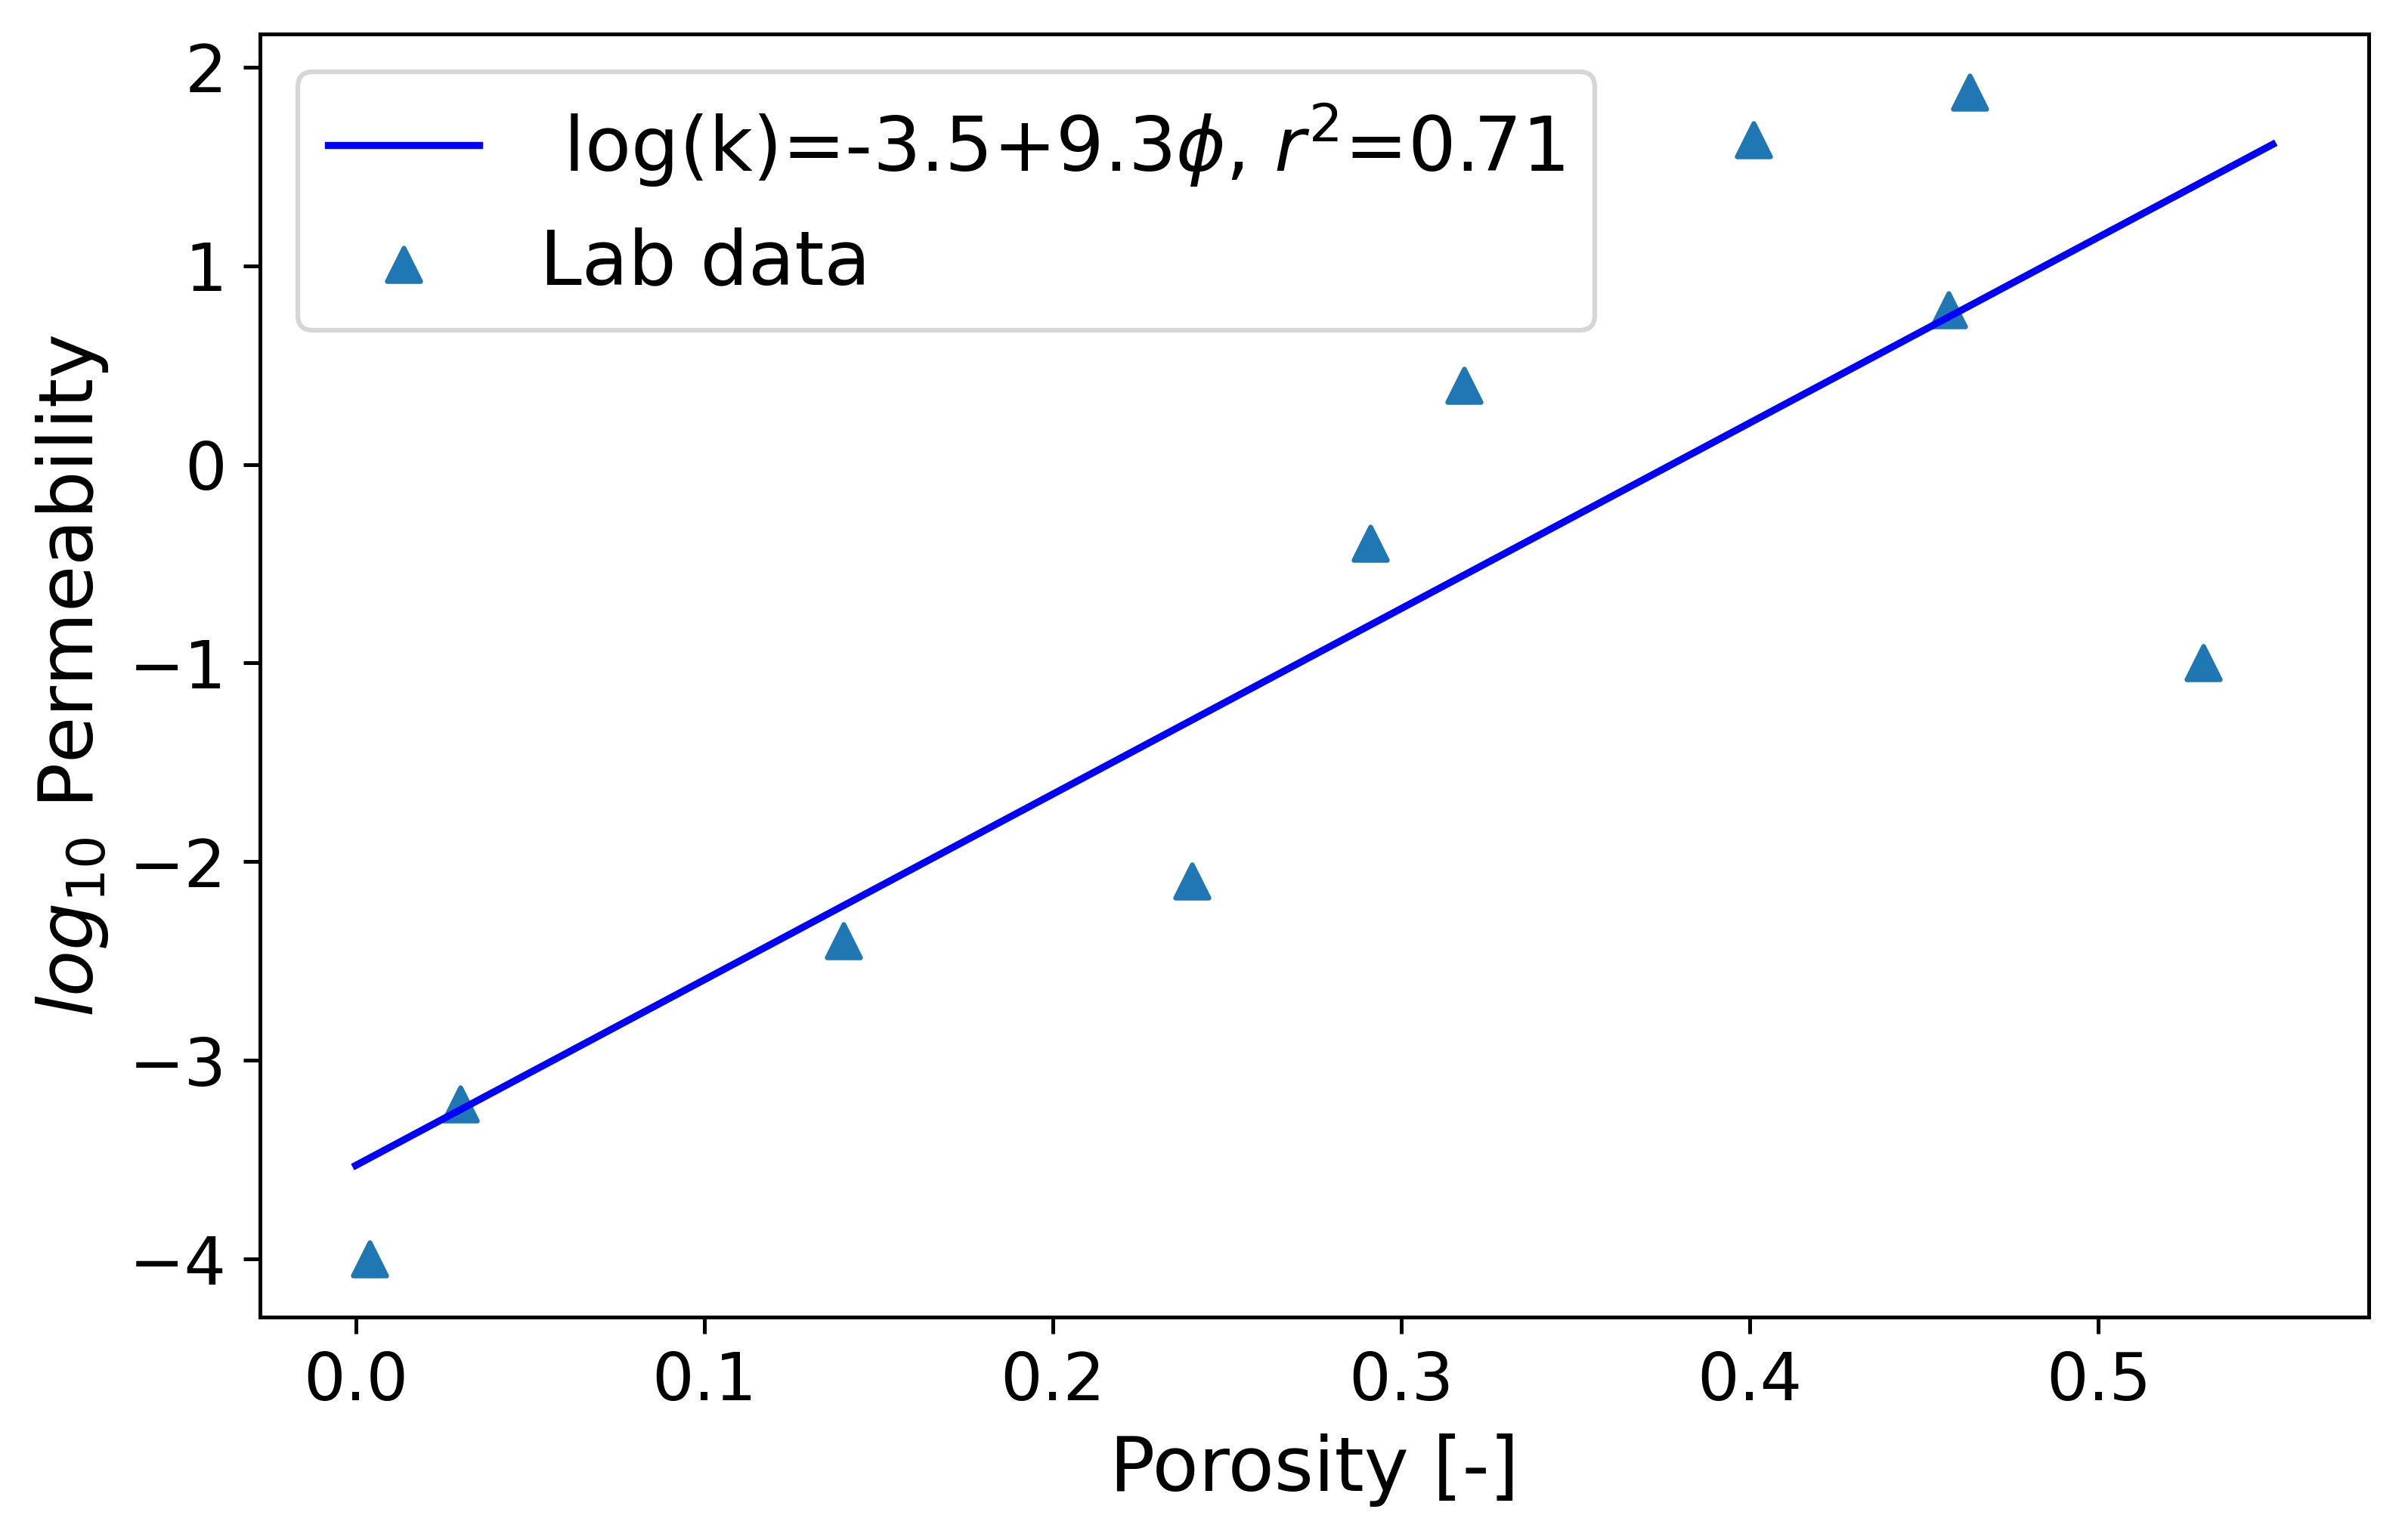 log(k)=-3.5+9.3ϕ, r²=0.71
Lab data
2
1
0
−1
−2
−3
−4
log₁₀ Permeability
0.0 0.1 0.2 0.3 0.4 0.5
Porosity [-]